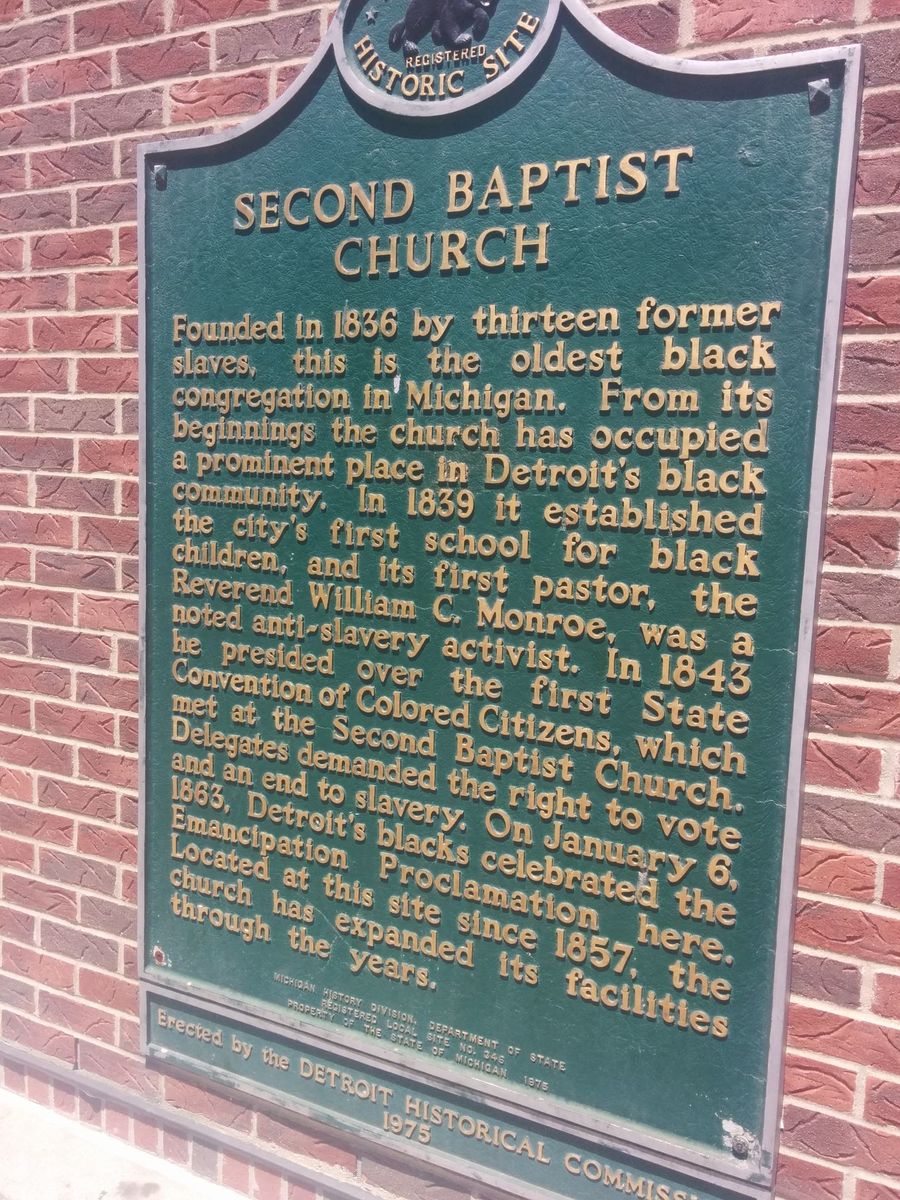 REGISTERED
HISTORIC SITE
SECOND BAPTIST
CHURCH
Founded in 1836 by thirteen former
slaves, this is the oldest black
congregation in Michigan. From its
beginnings the church has occupied
a prominent place in Detroit's black
community. In 1839 it established
the city's first school for black
children, and its first pastor, the
Reverend William C. Monroe, was a
noted anti-slavery activist. In 1843
he presided over the first State
Convention of Colored Citizens, which
met at the Second Baptist Church.
Delegates demanded the right to vote
and an end to slavery. On January 6,
1863, Detroit's blacks celebrated the
Emancipation Proclamation here.
Located at this site since 1857, the
church has expanded its facilities
through the years.
MICHIGAN HISTORY DIVISION, DEPARTMENT OF STATE
REGISTERED LOCAL SITE NO. 346
PROPERTY OF THE STATE OF MICHIGAN 1975
Erected by the DETROIT HISTORICAL COMMISSI
1975